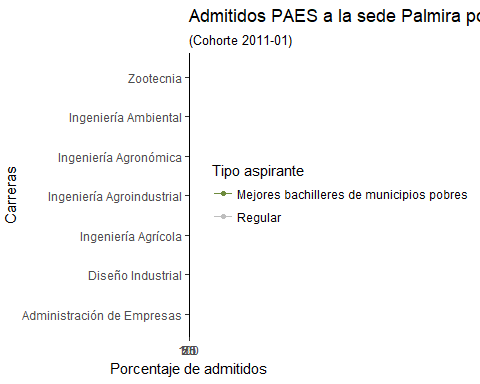 Admitidos PAES a la sede Palmira
(Cohorte 2011-01)
Carreras
Zootecnia
Ingeniería Ambiental
Ingeniería Agronómica
Ingeniería Agroindustrial
Ingeniería Agrícola
Diseño Industrial
Administración de Empresas
Tipo aspirante
Mejores bachilleres de municipios pobres
Regular
Porcentaje de admitidos